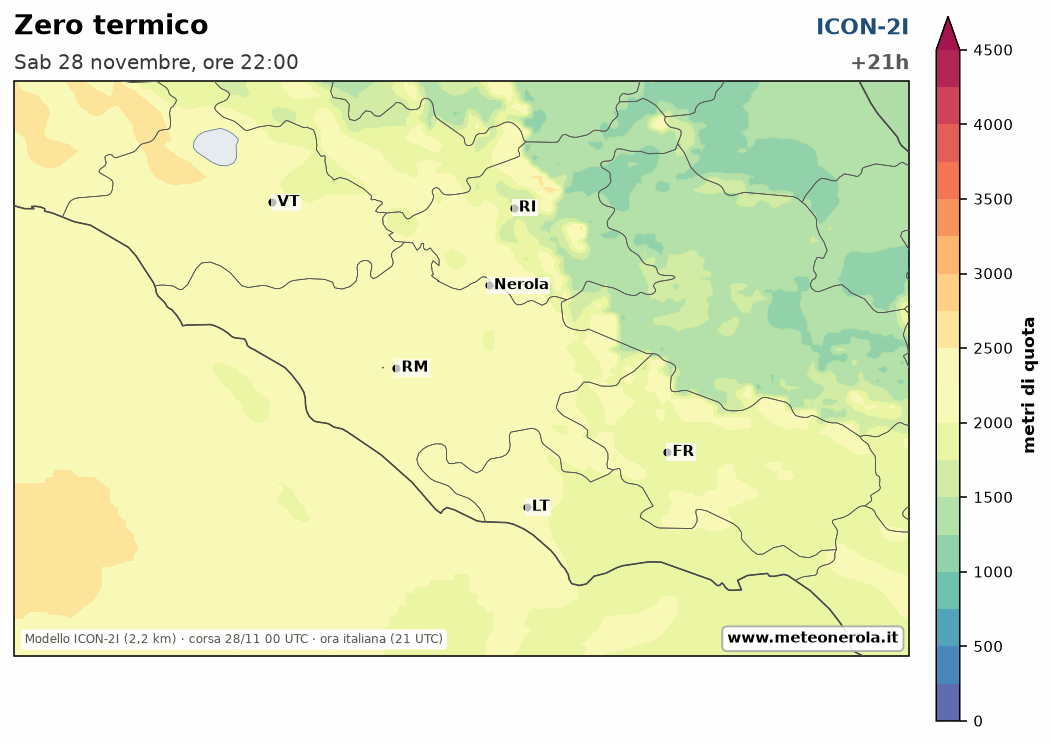 Zero termico
ICON-2I
Sab 28 novembre, ore 22:00
+21h
VT
RI
Nerola
RM
FR
LT
Modello ICON-2I (2,2 km) · corsa 28/11 00 UTC · ora italiana (21 UTC)
www.meteonerola.it
4500
4000
3500
3000
2500
2000
1500
1000
500
0
metri di quota